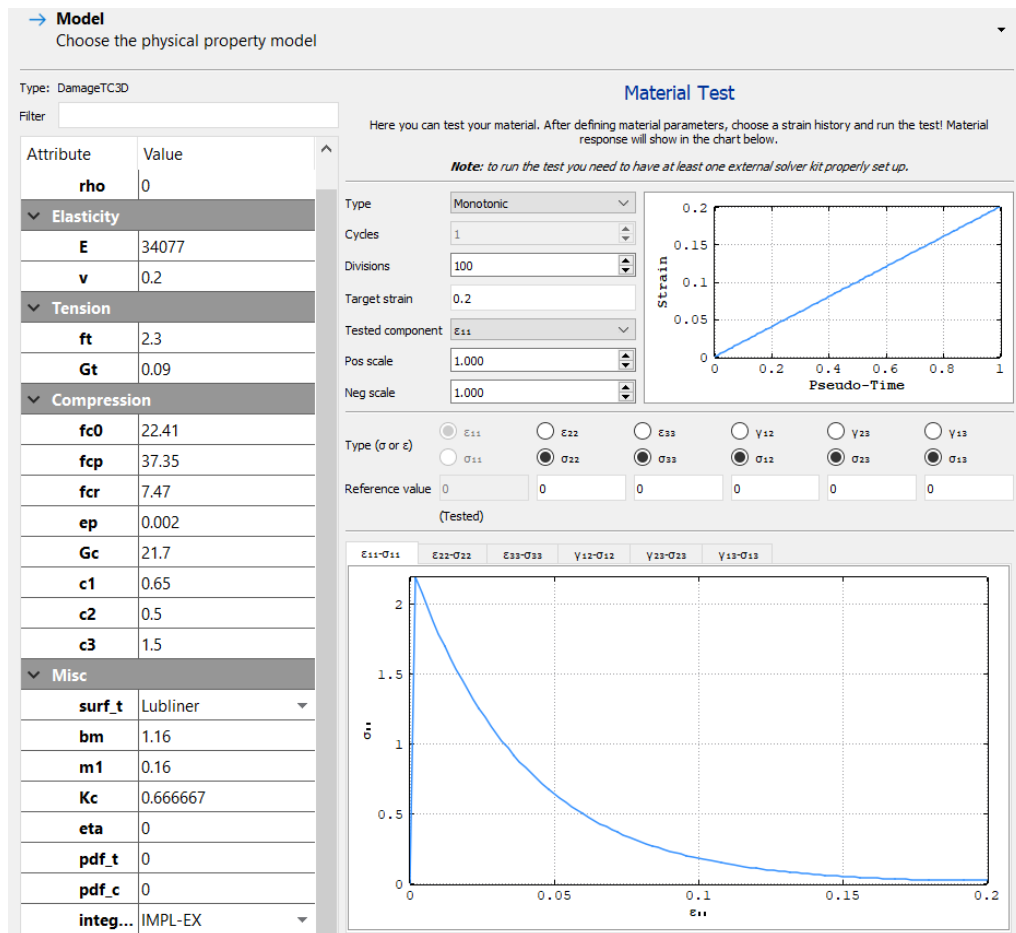 → Model
Choose the physical property model
Type: DamageTC3D
Filter
Attribute Value
rho 0
Elasticity
E 34077
v 0.2
Tension
ft 2.3
Gt 0.09
Compression
fc0 22.41
fcp 37.35
fcr 7.47
ep 0.002
Gc 21.7
c1 0.65
c2 0.5
c3 1.5
Misc
surf_t Lubliner
bm 1.16
m1 0.16
Kc 0.666667
eta 0
pdf_t 0
pdf_c 0
integ... IMPL-EX
Material Test
Here you can test your material. After defining material parameters, choose a strain history and run the test! Material
response will show in the chart below.
Note: to run the test you need to have at least one external solver kit properly set up.
Type Monotonic
Cycles 1
Divisions 100
Target strain 0.2
Tested component ε11
Pos scale 1.000
Neg scale 1.000
0.2
0.15
0.1
0.05
0
Strain
0 0.2 0.4 0.6 0.8 1
Pseudo-Time
Type (σ or ε)
ε11 ε22 ε33 γ12 γ23 γ13
σ11 σ22 σ33 σ12 σ23 σ13
Reference value 0 0 0 0 0 0
(Tested)
ε11-σ11 ε22-σ22 ε33-σ33 γ12-σ12 γ23-σ23 γ13-σ13
2
1.5
1
0.5
0
σ11
0 0.05 0.1 0.15 0.2
ε11